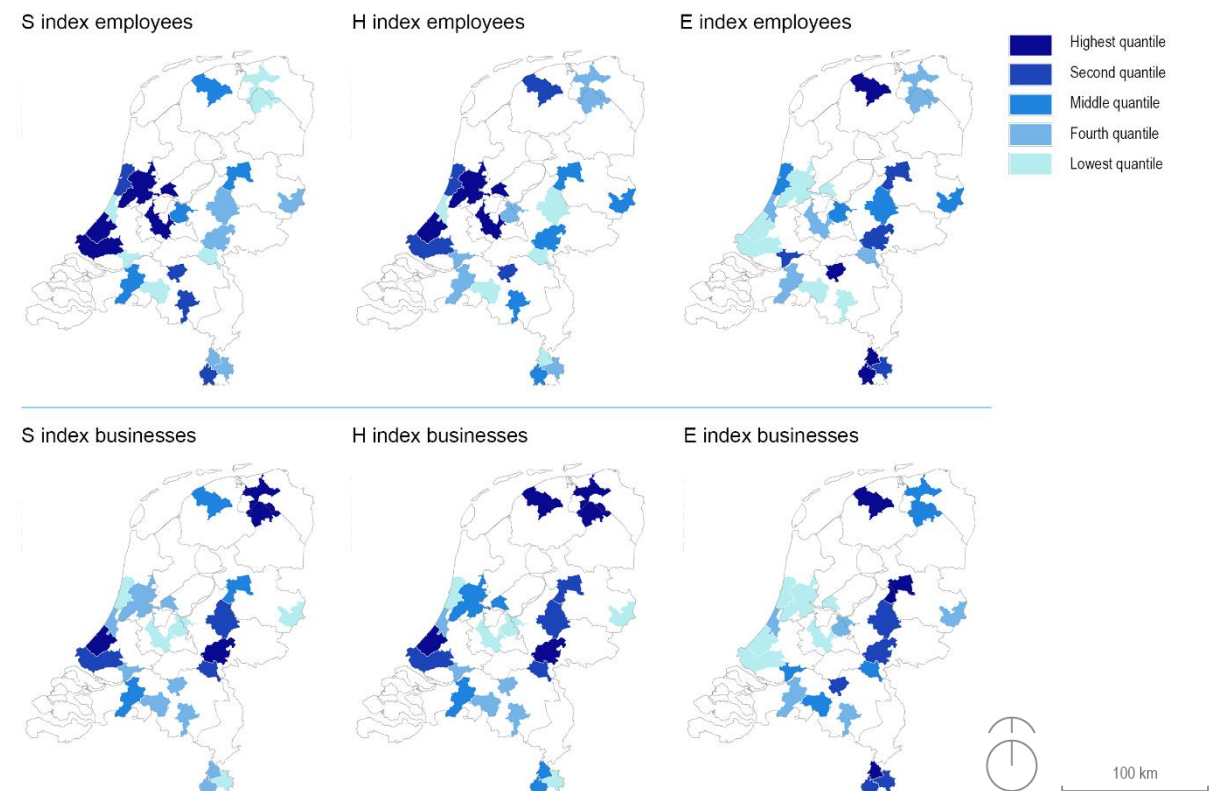 S index employees
H index employees
E index employees
Highest quantile
Second quantile
Middle quantile
Fourth quantile
Lowest quantile
S index businesses
H index businesses
E index businesses
100 km